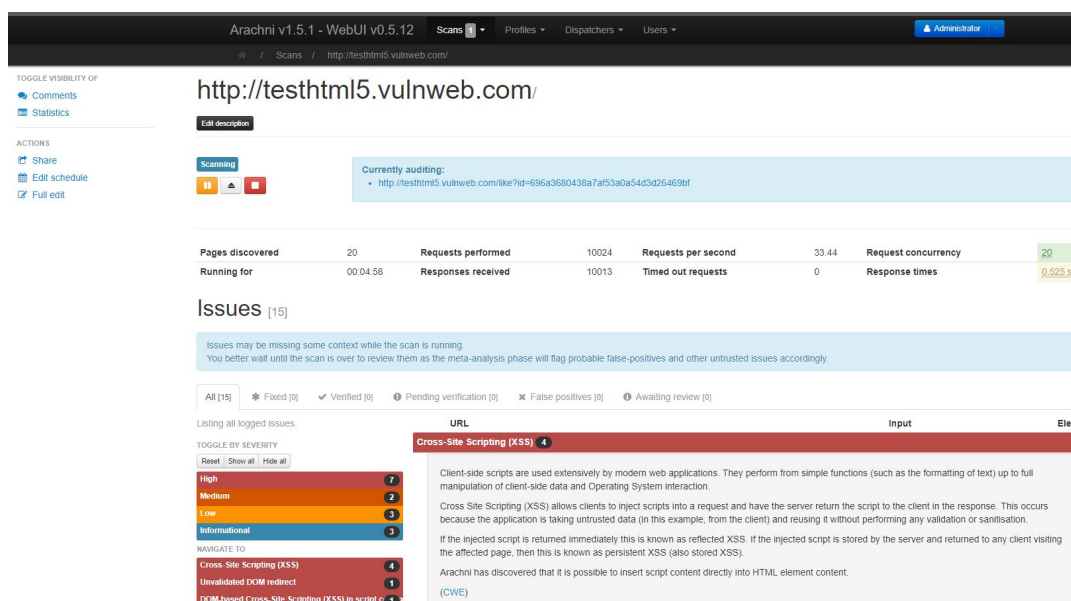 Arachni v1.5.1 - WebUI v0.5.12 Scans 1 Profiles Dispatchers Users Administrator
/ Scans / http://testhtml5.vulnweb.com/
TOGGLE VISIBILITY OF
Comments
Statistics
ACTIONS
Share
Edit schedule
Full edit
http://testhtml5.vulnweb.com/
Edit description
Scanning
Currently auditing:
http://testhtml5.vulnweb.com/like?id=696a3680438a7af53a0a54d3d26469bf
Pages discovered 20 Requests performed 10024 Requests per second 33.44 Request concurrency 20
Running for 00:04:58 Responses received 10013 Timed out requests 0 Response times 0.525 s
Issues [15]
Issues may be missing some context while the scan is running.
You better wait until the scan is over to review them as the meta-analysis phase will flag probable false-positives and other untrusted issues accordingly.
All [15] Fixed [0] Verified [0] Pending verification [0] False positives [0] Awaiting review [0]
Listing all logged issues.
TOGGLE BY SEVERITY
Reset Show all Hide all
High 7
Medium 2
Low 3
Informational 3
NAVIGATE TO
Cross-Site Scripting (XSS) 4
Unvalidated DOM redirect 1
DOM-based Cross-Site Scripting (XSS) in script c 1
URL Input Ele
Cross-Site Scripting (XSS) 4
Client-side scripts are used extensively by modern web applications. They perform from simple functions (such as the formatting of text) up to full
manipulation of client-side data and Operating System interaction.
Cross Site Scripting (XSS) allows clients to inject scripts into a request and have the server return the script to the client in the response. This occurs
because the application is taking untrusted data (in this example, from the client) and reusing it without performing any validation or sanitisation.
If the injected script is returned immediately this is known as reflected XSS. If the injected script is stored by the server and returned to any client visiting
the affected page, then this is known as persistent XSS (also stored XSS).
Arachni has discovered that it is possible to insert script content directly into HTML element content.
(CWE)